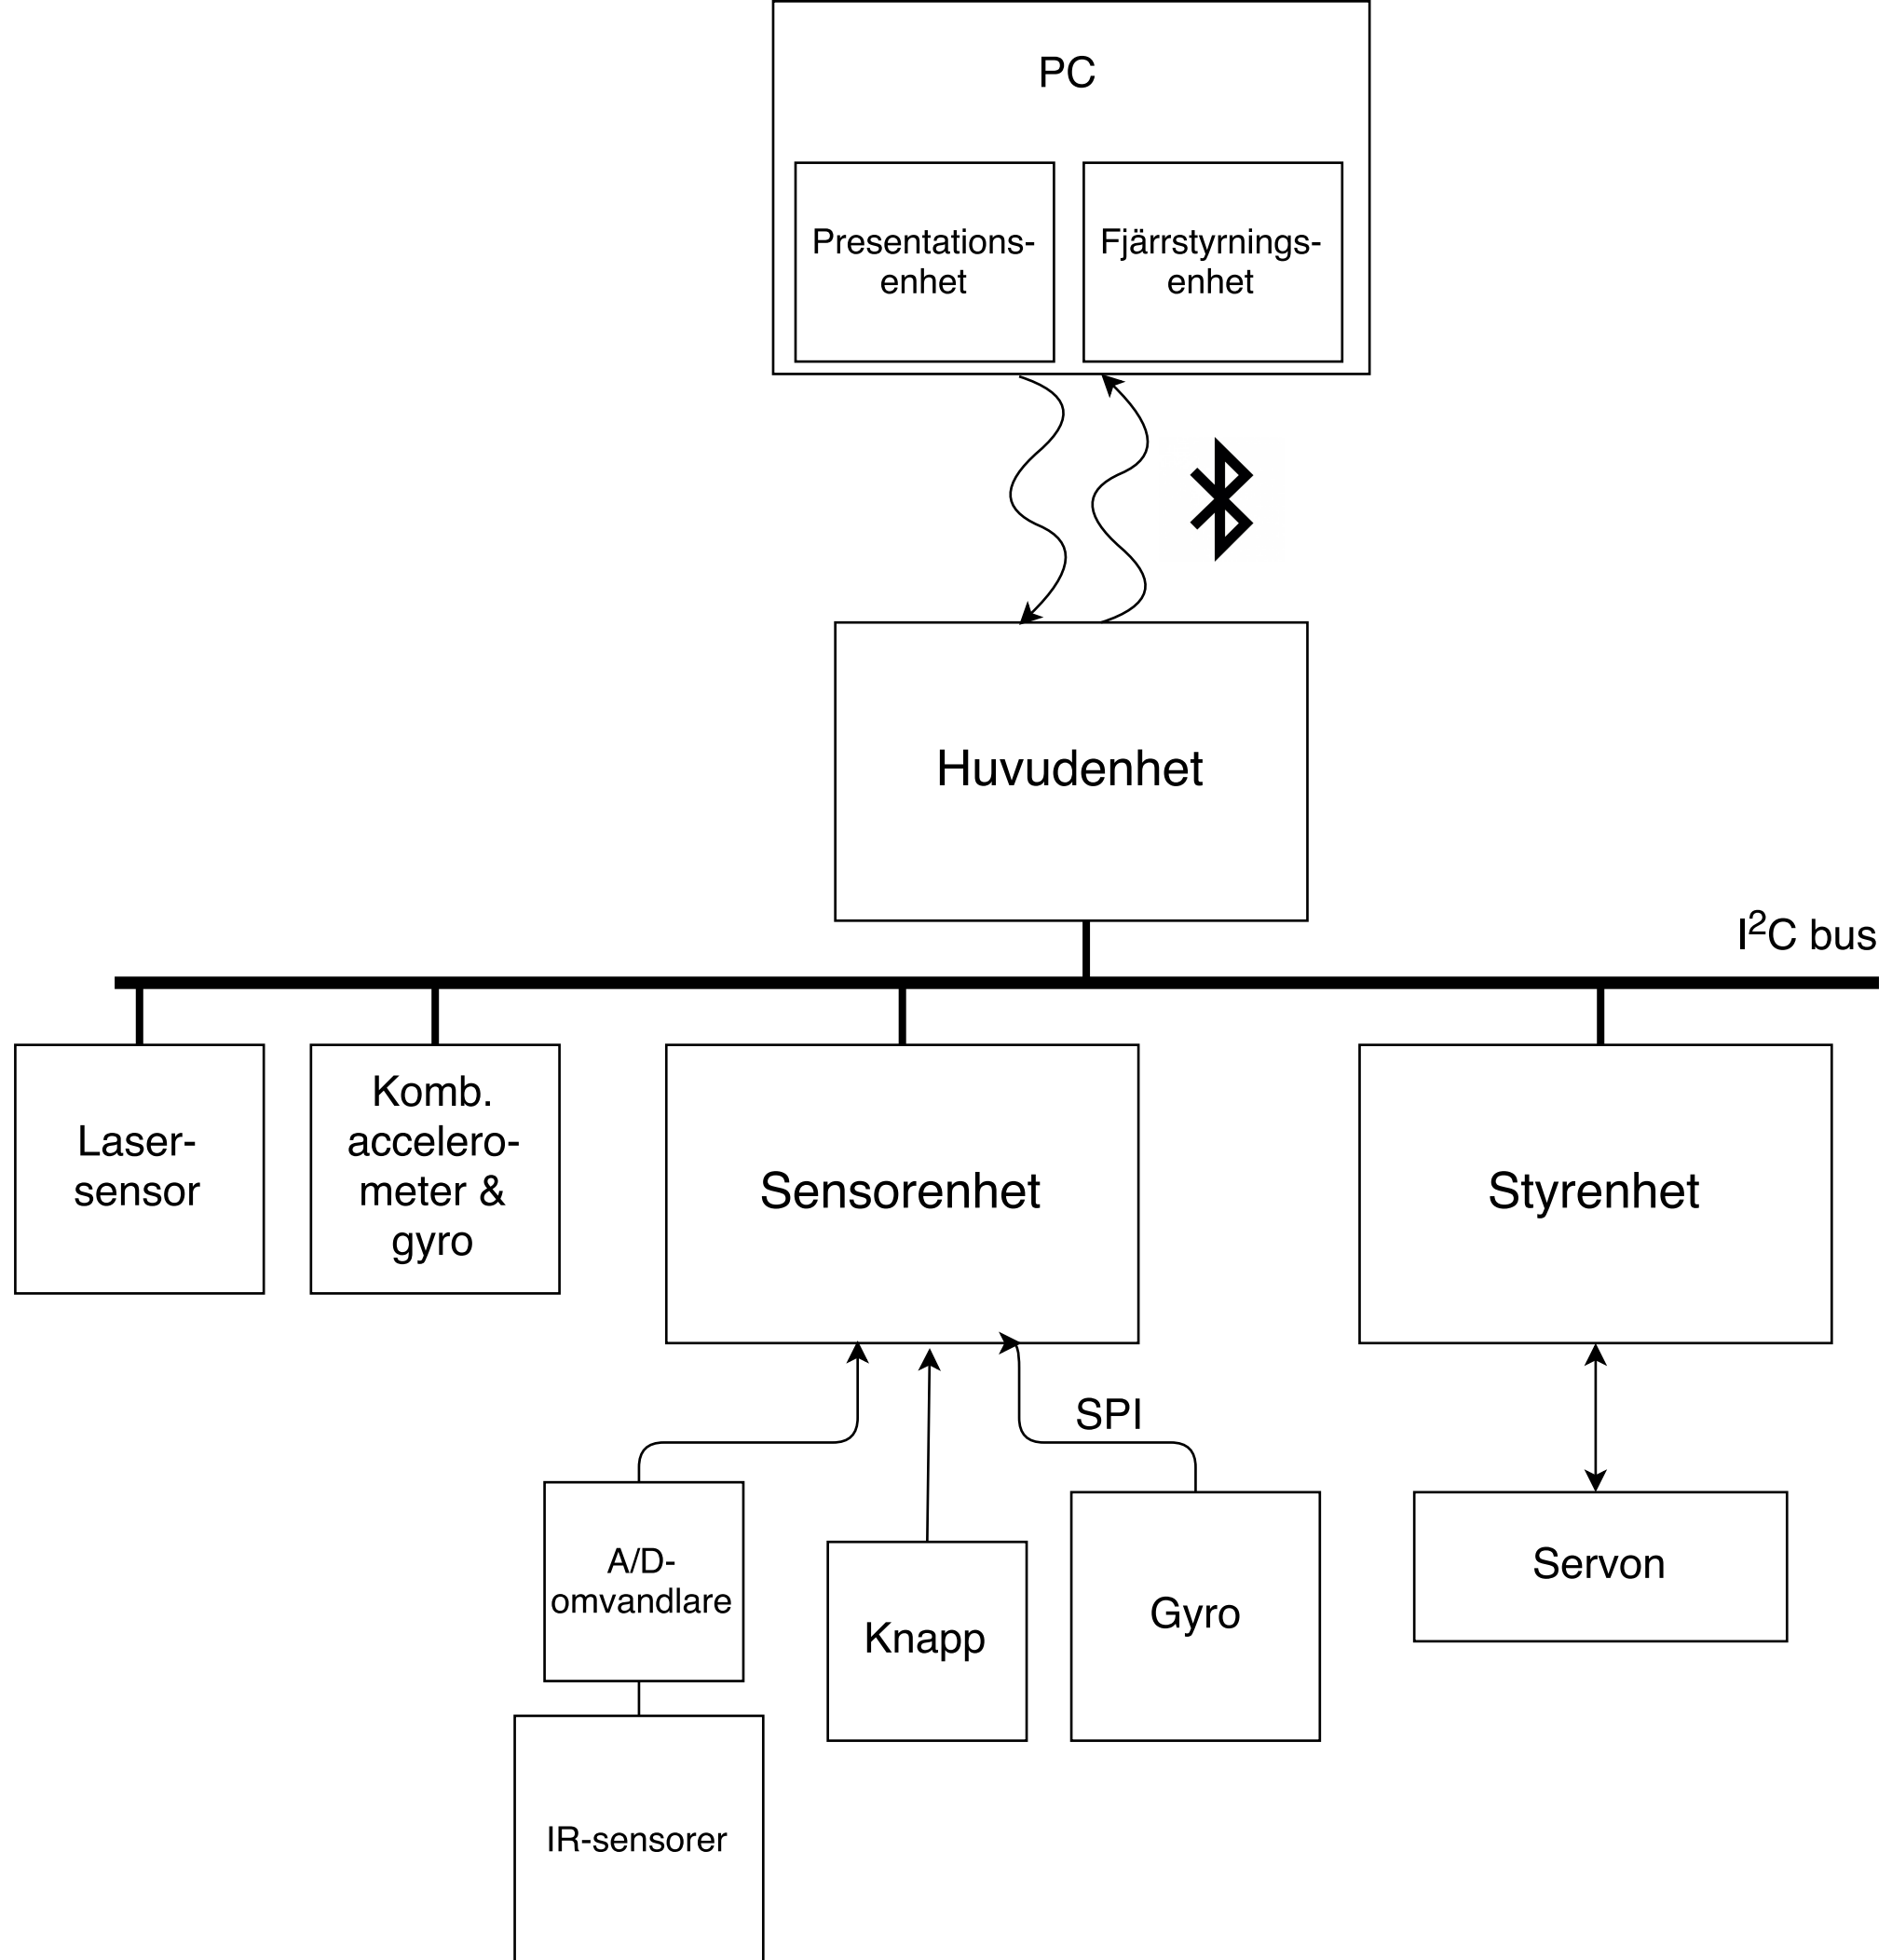 PC
Presentations-
enhet
Fjärrstyrnings-
enhet
Huvudenhet
I²C bus
Laser-
sensor
Komb.
accelero-
meter &
gyro
Sensorenhet
Styrenhet
SPI
A/D-
omvandlare
Knapp
Gyro
Servon
IR-sensorer